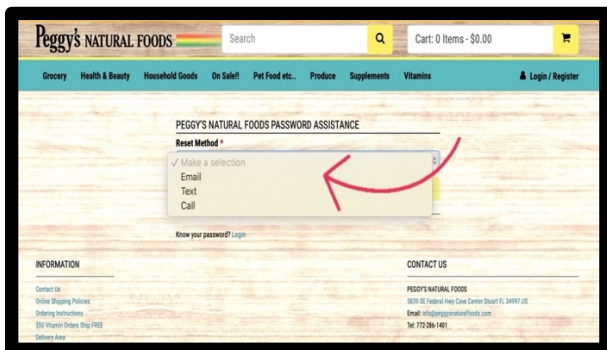 Peggy's NATURAL FOODS
Search
Cart: 0 Items - $0.00
Grocery Health & Beauty Household Goods On Sale!! Pet Food etc.. Produce Supplements Vitamins Login / Register
PEGGY'S NATURAL FOODS PASSWORD ASSISTANCE
Reset Method *
✓ Make a selection
Email
Text
Call
Know your password? Login
INFORMATION
Contact Us
Online Shipping Policies
Ordering Instructions
$50 Vitamin Orders Ship FREE
Delivery Area
CONTACT US
PEGGY'S NATURAL FOODS
5839 SE Federal Hwy Cove Center Stuart FL 34997 US
Email: info@peggysnaturalfoods.com
Tel: 772-286-1401